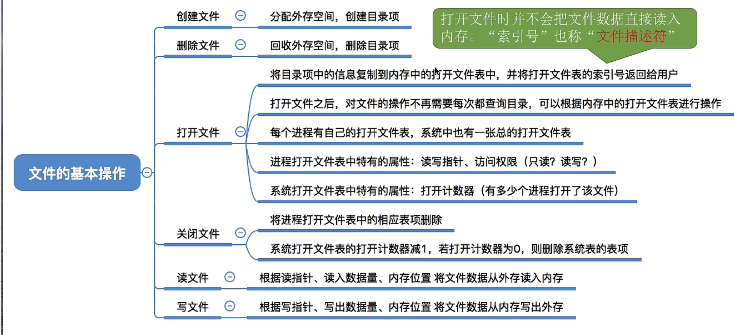 创建文件
分配外存空间，创建目录项
打开文件时并不会把文件数据直接读入
内存。“索引号”也称“文件描述符”
删除文件
回收外存空间，删除目录项
将目录项中的信息复制到内存中的打开文件表中，并将打开文件表的索引号返回给用户
打开文件之后，对文件的操作不再需要每次都查询目录，可以根据内存中的打开文件表进行操作
打开文件
每个进程有自己的打开文件表，系统中也有一张总的打开文件表
进程打开文件表中特有的属性：读写指针、访问权限（只读？读写？）
系统打开文件表中特有的属性：打开计数器（有多少个进程打开了该文件）
文件的基本操作
将进程打开文件表中的相应表项删除
关闭文件
系统打开文件表的打开计数器减1，若打开计数器为0，则删除系统表的表项
读文件
根据读指针、读入数据量、内存位置 将文件数据从外存读入内存
写文件
根据写指针、写出数据量、内存位置 将文件数据从内存写出外存